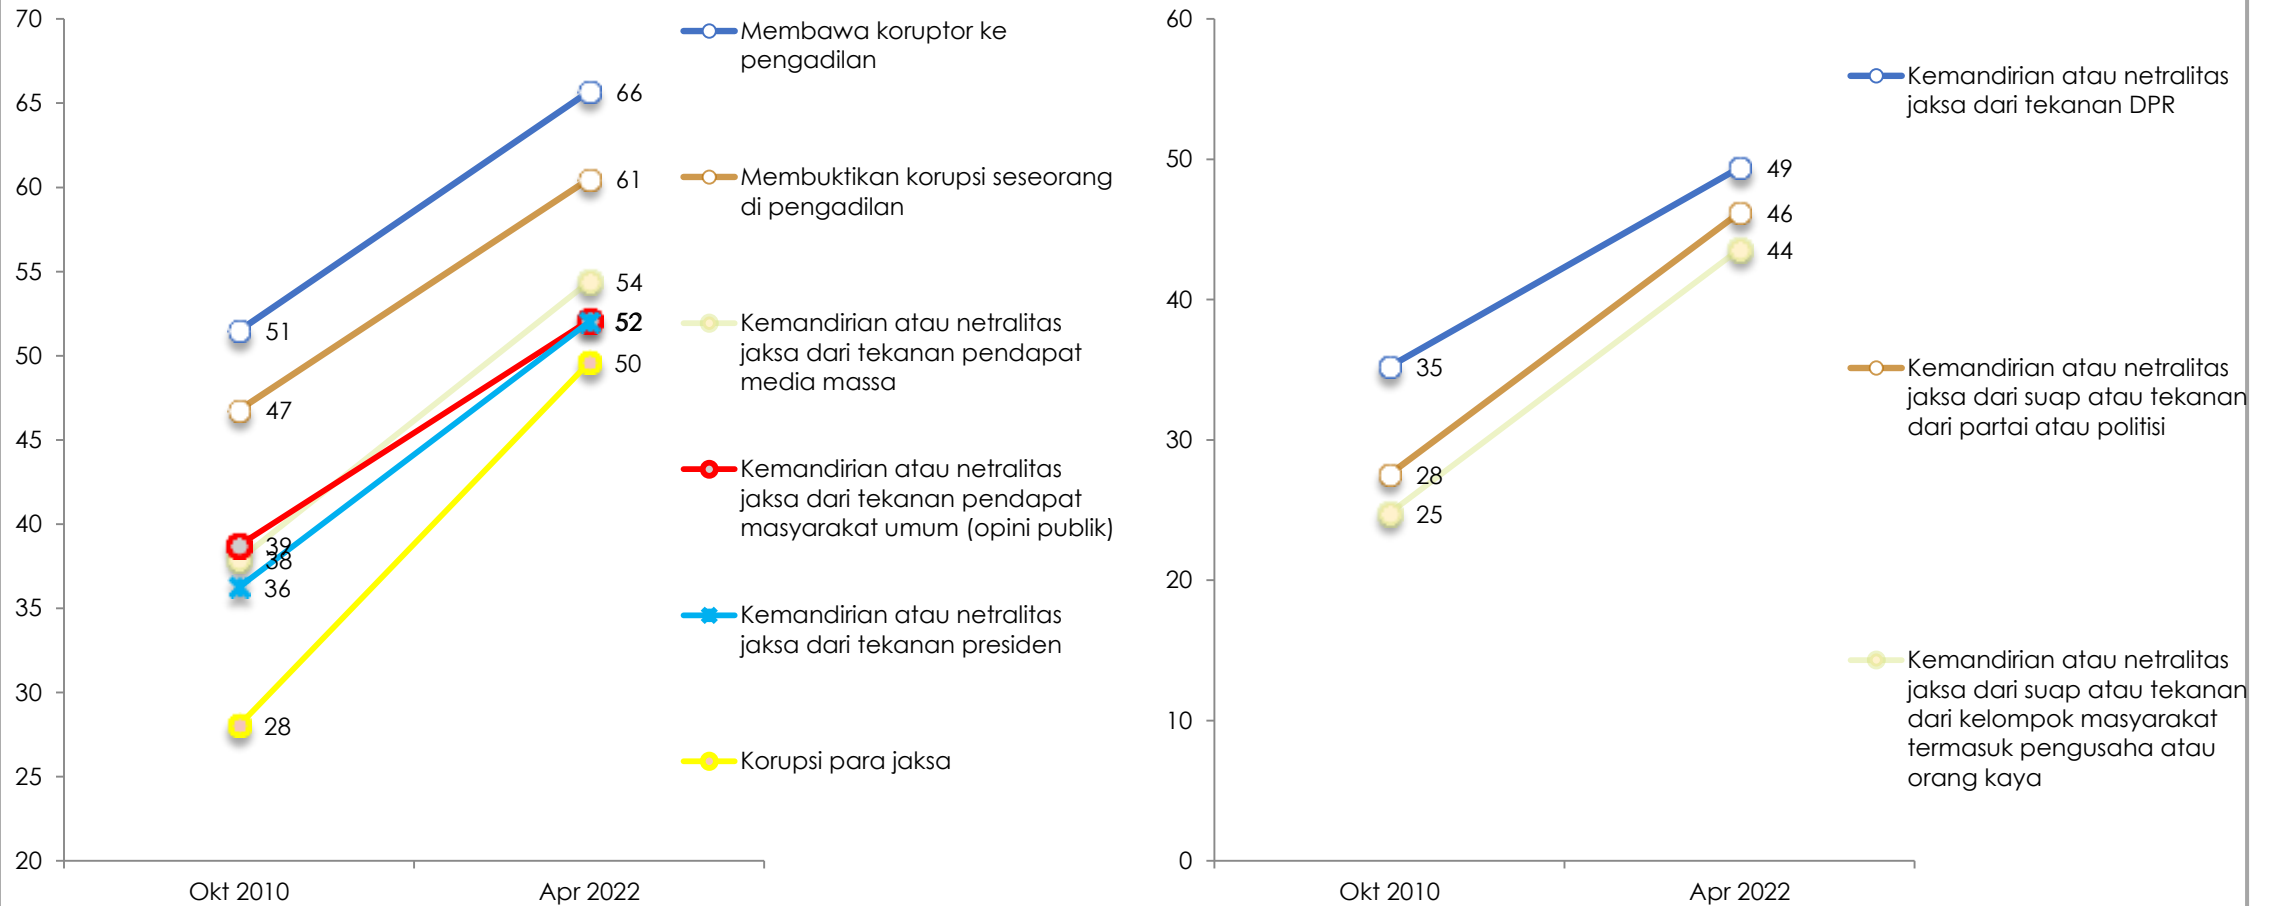 70
65
60
55
50
45
40
35
30
25
20
Okt 2010
Apr 2022
66
61
54
52
50
51
47
39
38
36
28
Membawa koruptor ke
pengadilan
Membuktikan korupsi seseorang
di pengadilan
Kemandirian atau netralitas
jaksa dari tekanan pendapat
media massa
Kemandirian atau netralitas
jaksa dari tekanan pendapat
masyarakat umum (opini publik)
Kemandirian atau netralitas
jaksa dari tekanan presiden
Korupsi para jaksa
60
50
40
30
20
10
0
Okt 2010
Apr 2022
49
46
44
35
28
25
Kemandirian atau netralitas
jaksa dari tekanan DPR
Kemandirian atau netralitas
jaksa dari suap atau tekanan
dari partai atau politisi
Kemandirian atau netralitas
jaksa dari suap atau tekanan
dari kelompok masyarakat
termasuk pengusaha atau
orang kaya